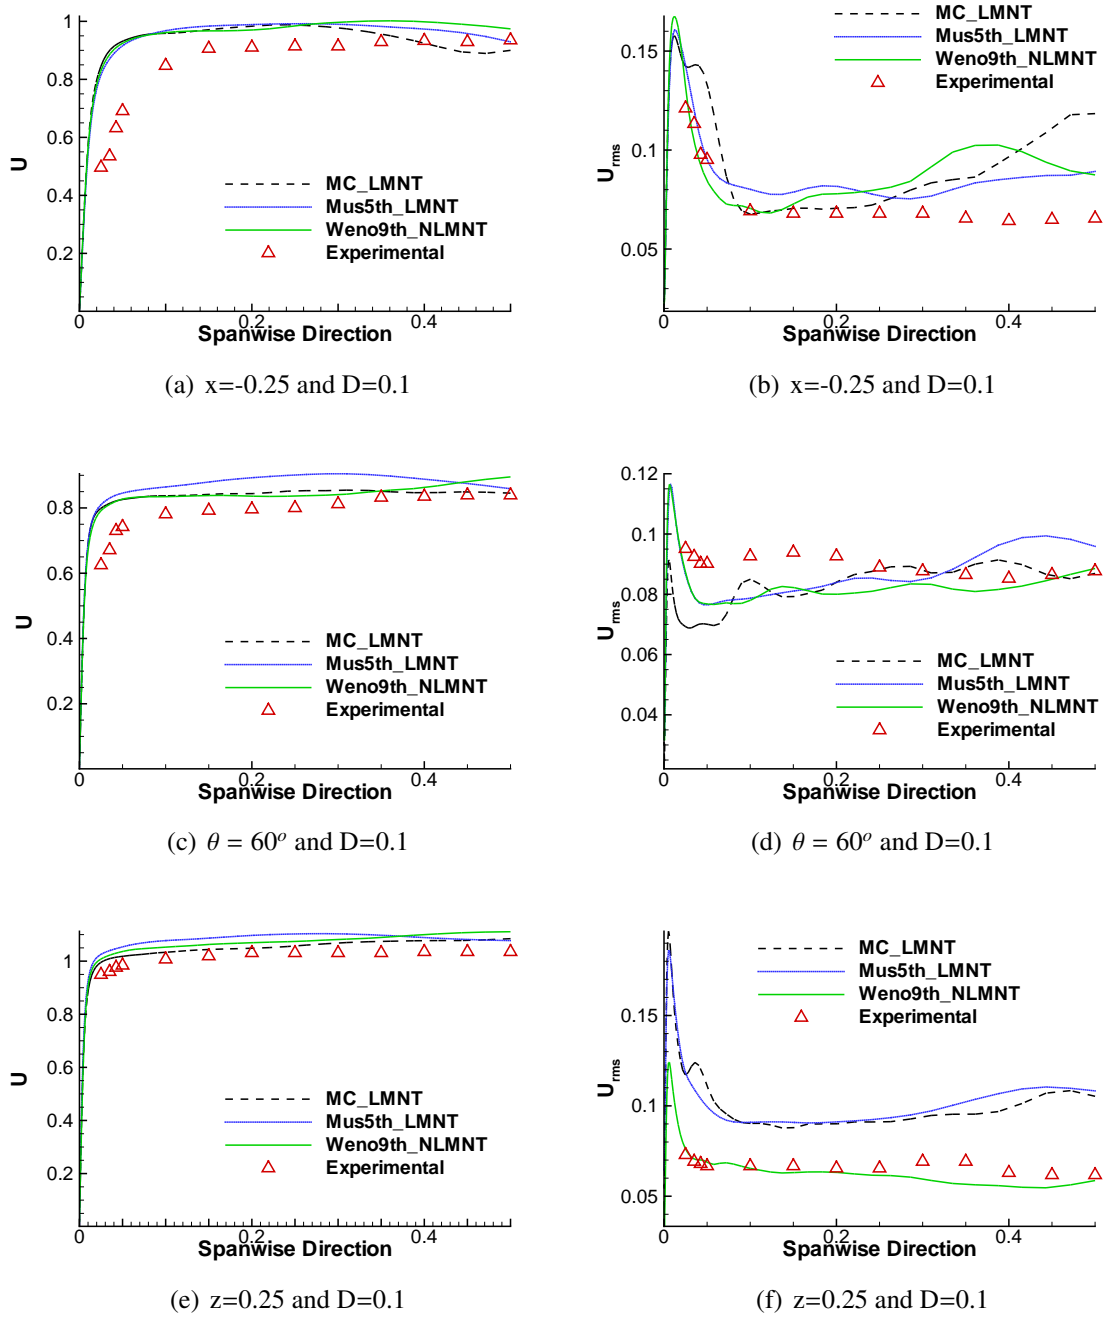 U
1
0.8
0.6
0.4
0.2
0
0.2
0.4
Spanwise Direction
MC_LMNT
Mus5th_LMNT
Weno9th_NLMNT
Experimental
(a) x=-0.25 and D=0.1
Urms
0.15
0.1
0.05
0
0.2
0.4
Spanwise Direction
MC_LMNT
Mus5th_LMNT
Weno9th_NLMNT
Experimental
(b) x=-0.25 and D=0.1
U
0.8
0.6
0.4
0.2
0
0.2
0.4
Spanwise Direction
MC_LMNT
Mus5th_LMNT
Weno9th_NLMNT
Experimental
(c) θ = 60° and D=0.1
Urms
0.12
0.1
0.08
0.06
0.04
0
0.2
0.4
Spanwise Direction
MC_LMNT
Mus5th_LMNT
Weno9th_NLMNT
Experimental
(d) θ = 60° and D=0.1
U
1
0.8
0.6
0.4
0.2
0
0.2
0.4
Spanwise Direction
MC_LMNT
Mus5th_LMNT
Weno9th_NLMNT
Experimental
(e) z=0.25 and D=0.1
Urms
0.15
0.1
0.05
0
0.2
0.4
Spanwise Direction
MC_LMNT
Mus5th_LMNT
Weno9th_NLMNT
Experimental
(f) z=0.25 and D=0.1